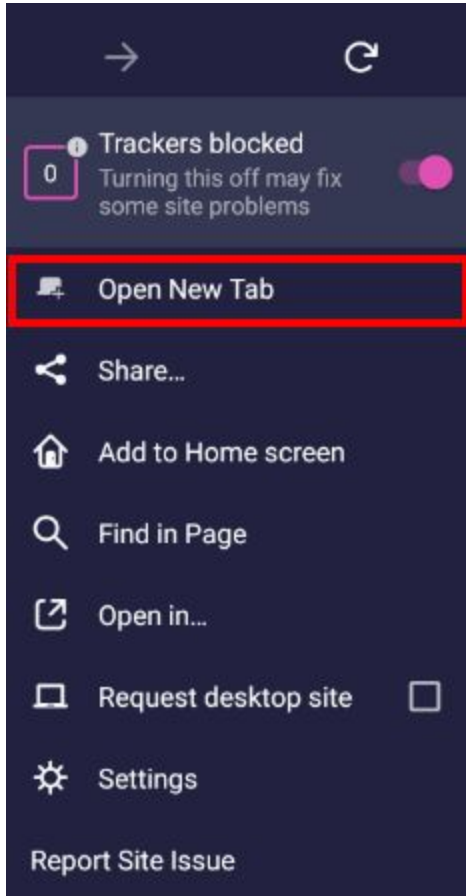 0
Trackers blocked
Turning this off may fix
some site problems
Open New Tab
Share...
Add to Home screen
Find in Page
Open in...
Request desktop site
Settings
Report Site Issue